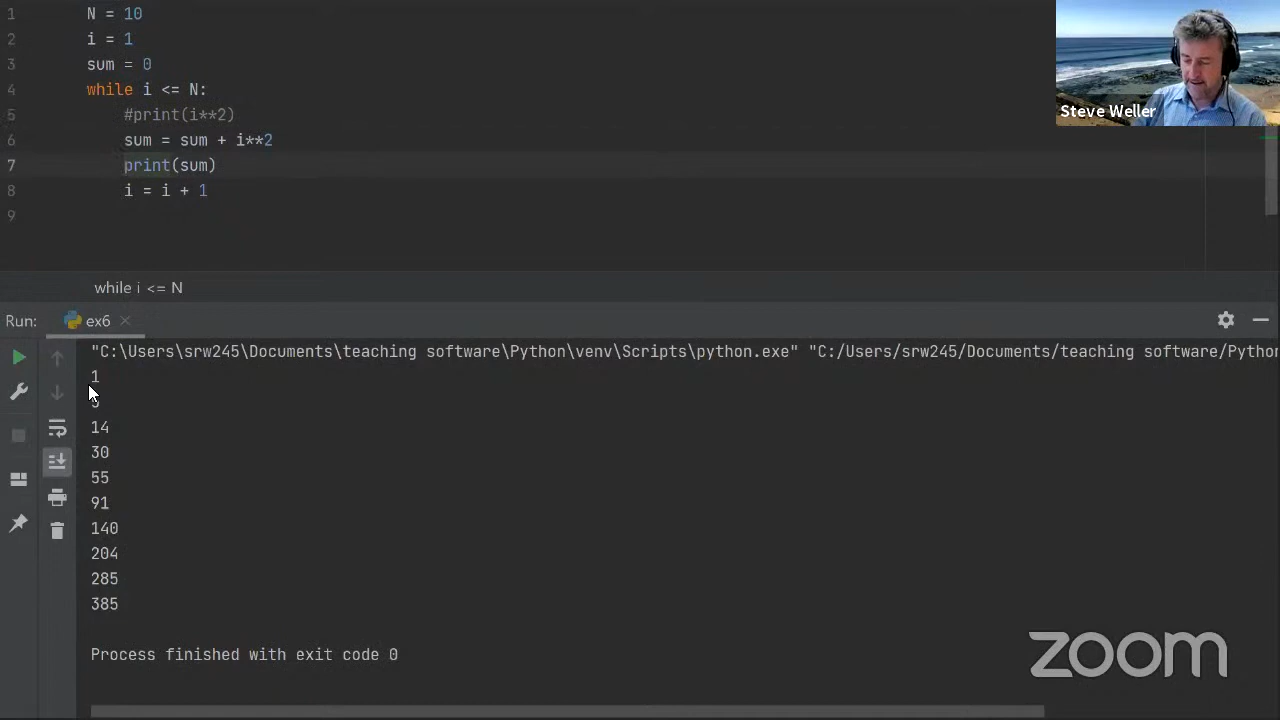 1 N = 10
2 i = 1
3 sum = 0
4 while i <= N:
5 #print(i**2)
6 sum = sum + i**2
7 print(sum)
8 i = i + 1
9
Steve Weller
while i <= N
Run: ex6
"C:\Users\srw245\Documents\teaching software\Python\venv\Scripts\python.exe" "C:/Users/srw245/Documents/teaching software/Python
1
14
30
55
91
140
204
285
385
Process finished with exit code 0
zoom